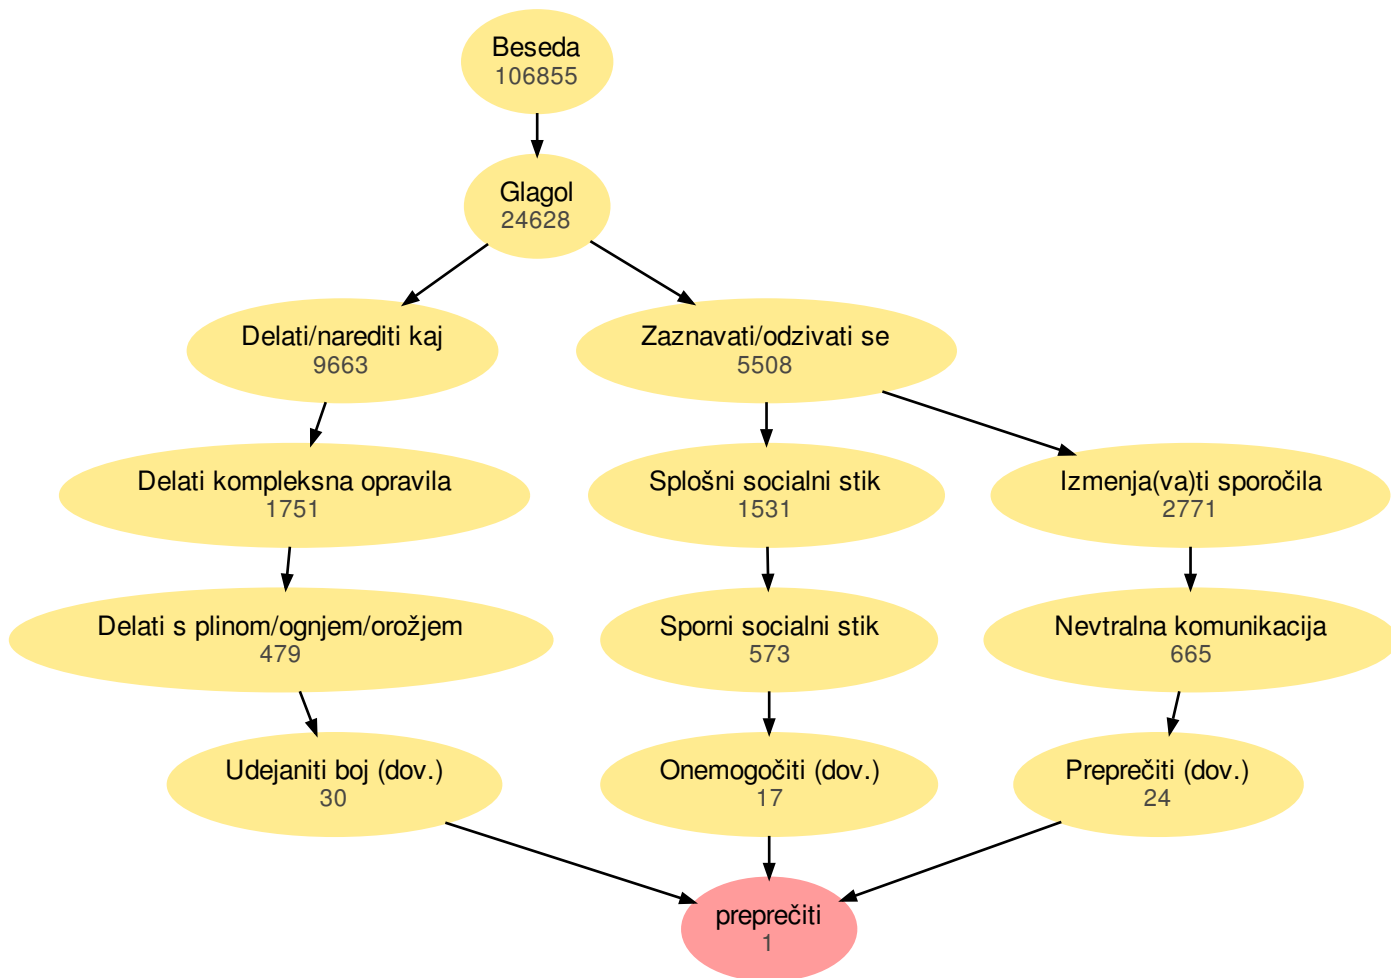 Beseda
106855
Glagol
24628
Delati/narediti kaj
9663
Zaznavati/odzivati se
5508
Delati kompleksna opravila
1751
Splošni socialni stik
1531
Izmenja(va)ti sporočila
2771
Delati s plinom/ognjem/orožjem
479
Sporni socialni stik
573
Nevtralna komunikacija
665
Udejaniti boj (dov.)
30
Onemogočiti (dov.)
17
Preprečiti (dov.)
24
preprečiti
1